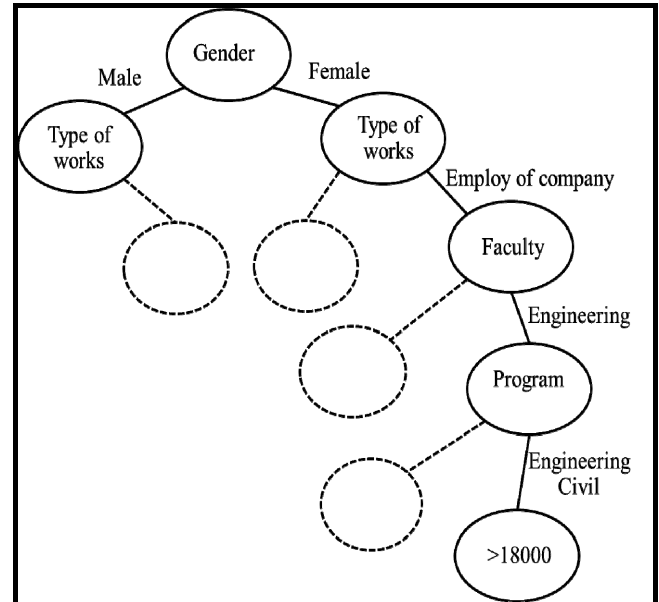 Gender
Male
Female
Type of
works
Type of
works
Employ of company
Faculty
Engineering
Program
Engineering
Civil
>18000